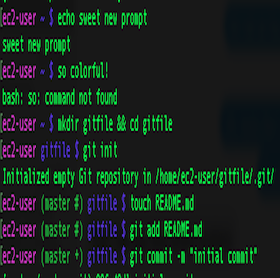 [ec2-user ~ $ echo sweet new prompt
sweet new prompt
[ec2-user ~ $ so colorful!
bash: so: command not found
[ec2-user ~ $ mkdir gitfile && cd gitfile
[ec2-user gitfile $ git init
Initialized empty Git repository in /home/ec2-user/gitfile/.git/
[ec2-user (master #) gitfile $ touch README.md
[ec2-user (master #) gitfile $ git add README.md
[ec2-user (master +) gitfile $ git commit -m "initial commit"